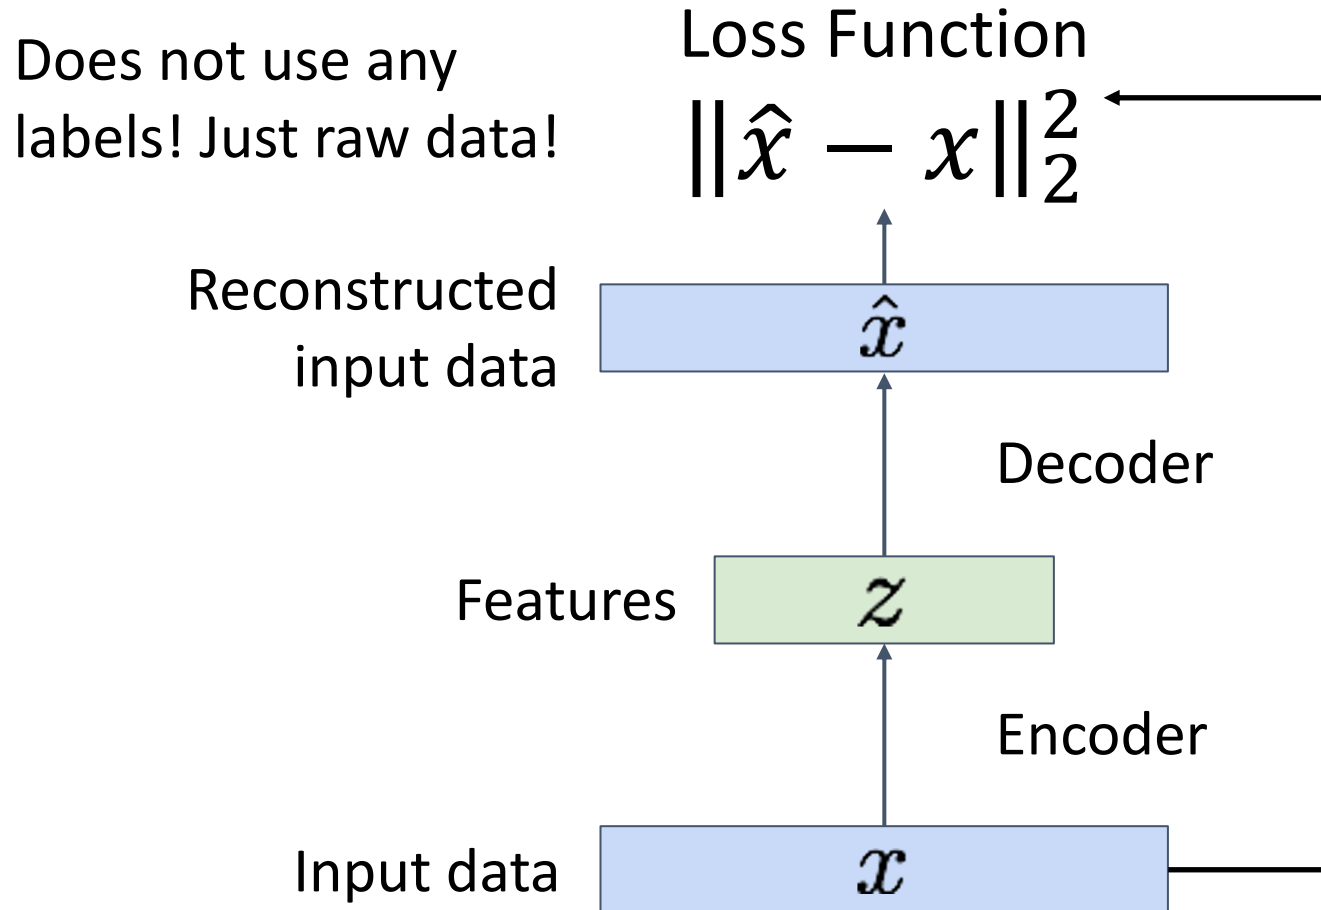 Does not use any
labels! Just raw data!
Loss Function
‖x̂ − x‖₂²
Reconstructed
input data
x̂
Decoder
Features
z
Encoder
Input data
x